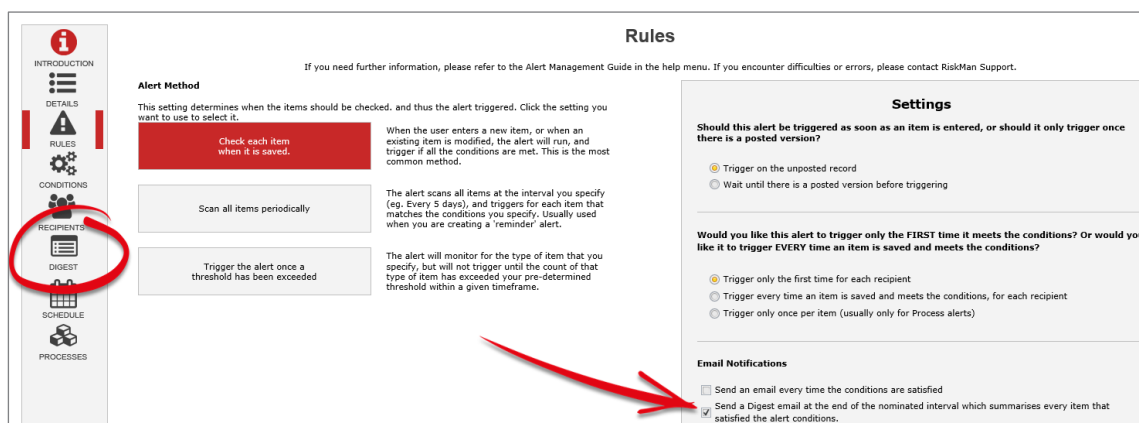 Rules
If you need further information, please refer to the Alert Management Guide in the help menu. If you encounter difficulties or errors, please contact RiskMan Support.
INTRODUCTION
DETAILS
RULES
CONDITIONS
RECIPIENTS
DIGEST
SCHEDULE
PROCESSES
Alert Method
This setting determines when the items should be checked. and thus the alert triggered. Click the setting you
want to use to select it.
Check each item
when it is saved.
When the user enters a new item, or when an
existing item is modified, the alert will run, and
trigger if all the conditions are met. This is the most
common method.
Scan all items periodically
The alert scans all items at the interval you specify
(eg. Every 5 days), and triggers for each item that
matches the conditions you specify. Usually used
when you are creating a 'reminder' alert.
Trigger the alert once a
threshold has been exceeded
The alert will monitor for the type of item that you
specify, but will not trigger until the count of that
type of item has exceeded your pre-determined
threshold within a given timeframe.
Settings
Should this alert be triggered as soon as an item is entered, or should it only trigger once
there is a posted version?
Trigger on the unposted record
Wait until there is a posted version before triggering
Would you like this alert to trigger only the FIRST time it meets the conditions? Or would you
like it to trigger EVERY time an item is saved and meets the conditions?
Trigger only the first time for each recipient
Trigger every time an item is saved and meets the conditions, for each recipient
Trigger only once per item (usually only for Process alerts)
Email Notifications
Send an email every time the conditions are satisfied
Send a Digest email at the end of the nominated interval which summarises every item that
satisfied the alert conditions.